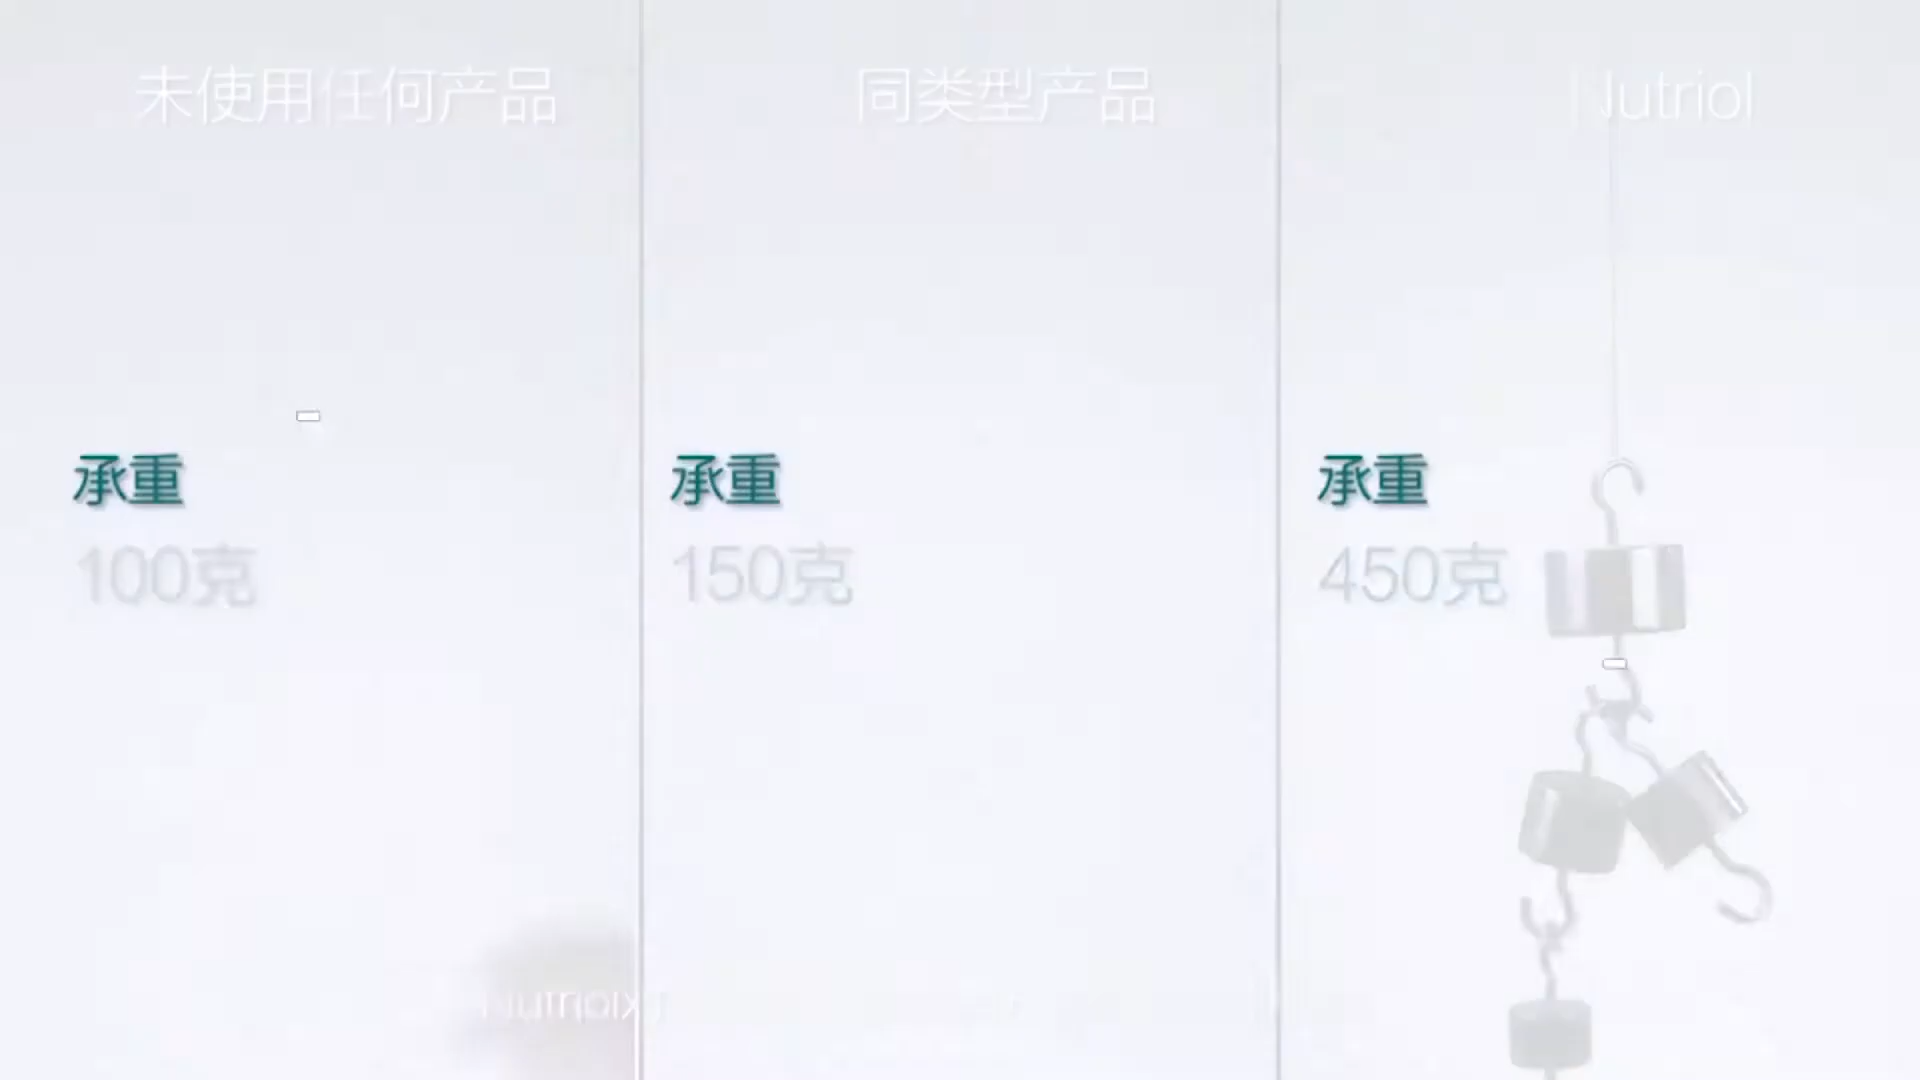 未使用任何产品
同类型产品
Nutriol
承重
100克
承重
150克
承重
450克